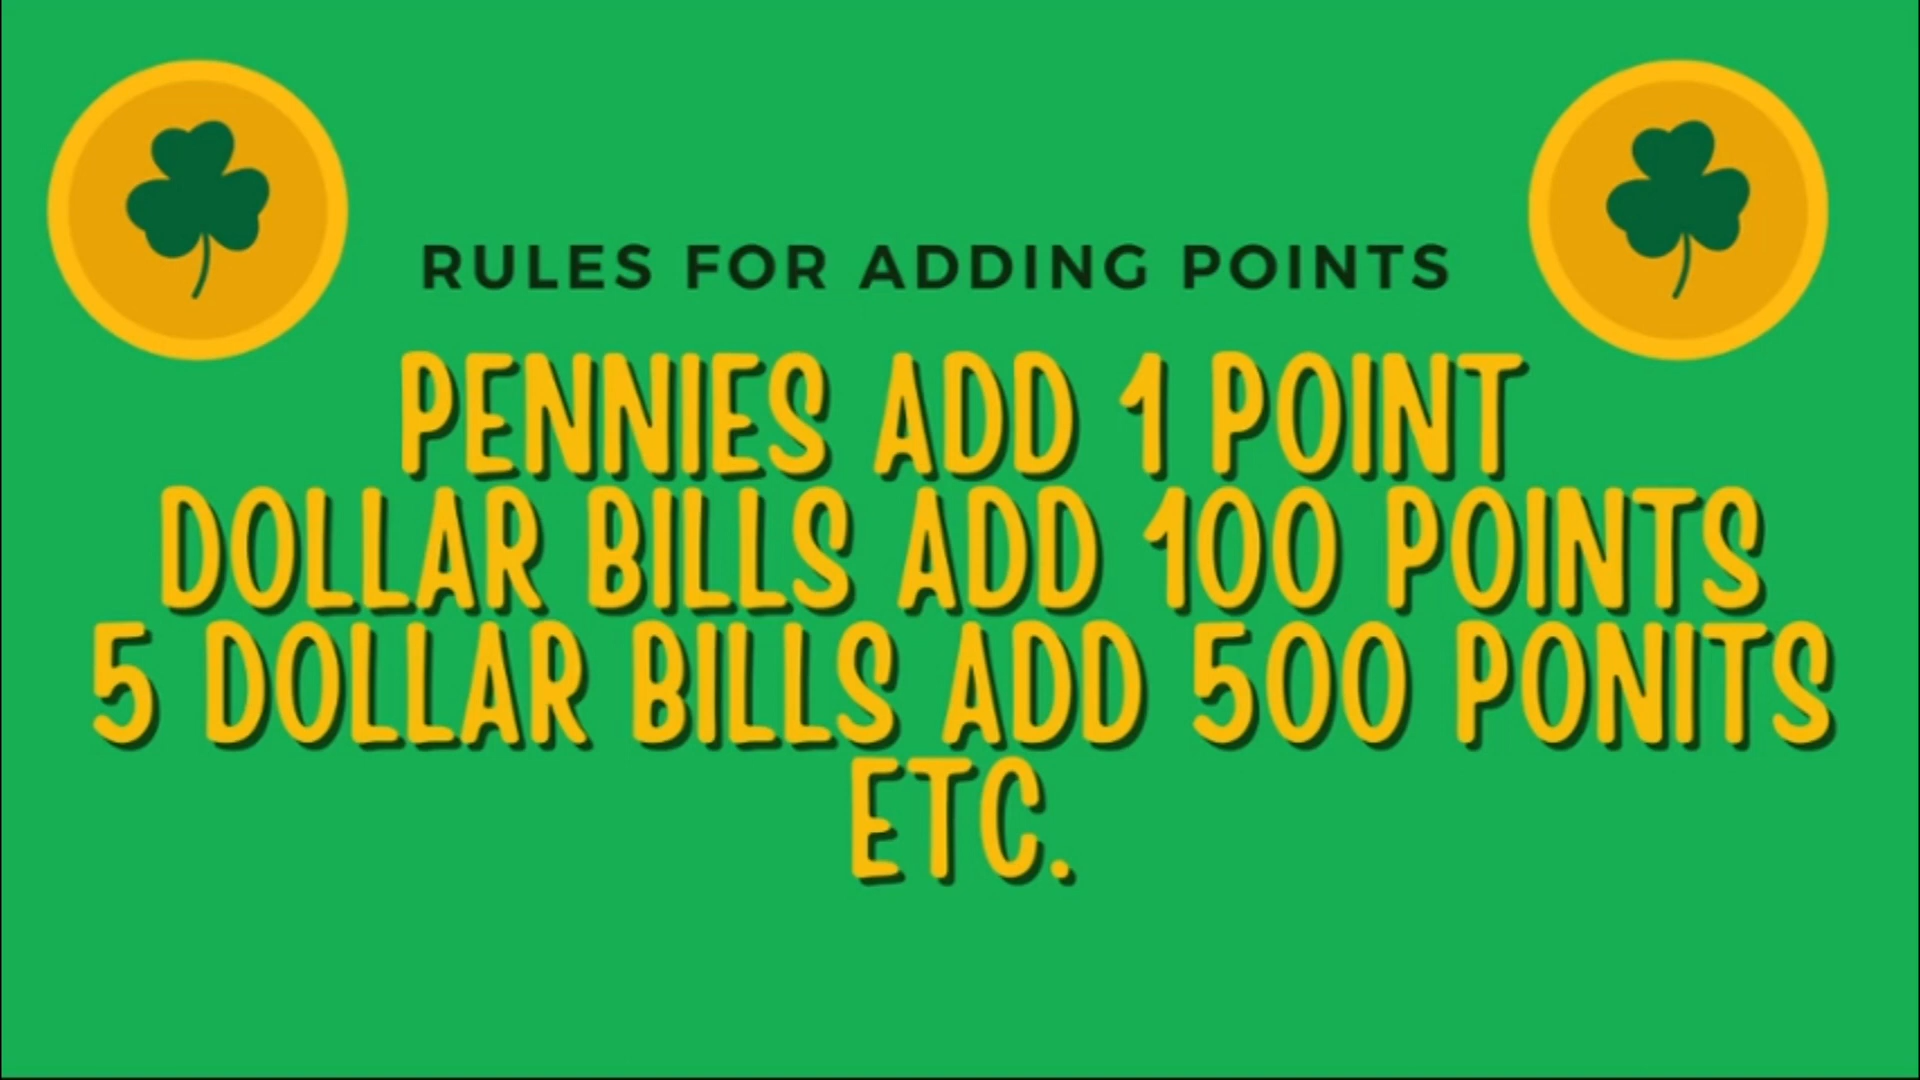 RULES FOR ADDING POINTS
PENNIES ADD 1 POINT
DOLLAR BILLS ADD 100 POINTS
5 DOLLAR BILLS ADD 500 PONITS
ETC.